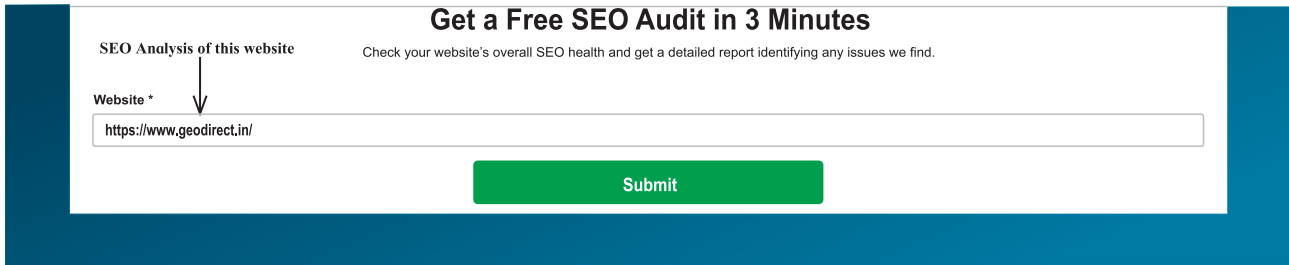 Get a Free SEO Audit in 3 Minutes
SEO Analysis of this website
Check your website's overall SEO health and get a detailed report identifying any issues we find.
Website *
https://www.geodirect.in/
Submit